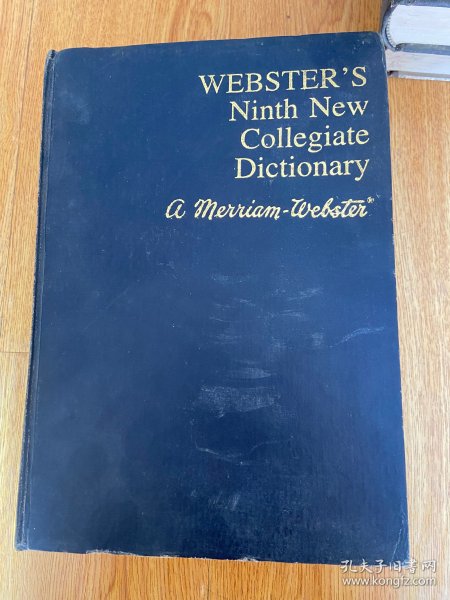 WEBSTER'S
Ninth New
Collegiate
Dictionary
a Merriam-Webster®
孔夫子旧书网
www.kongfz.com